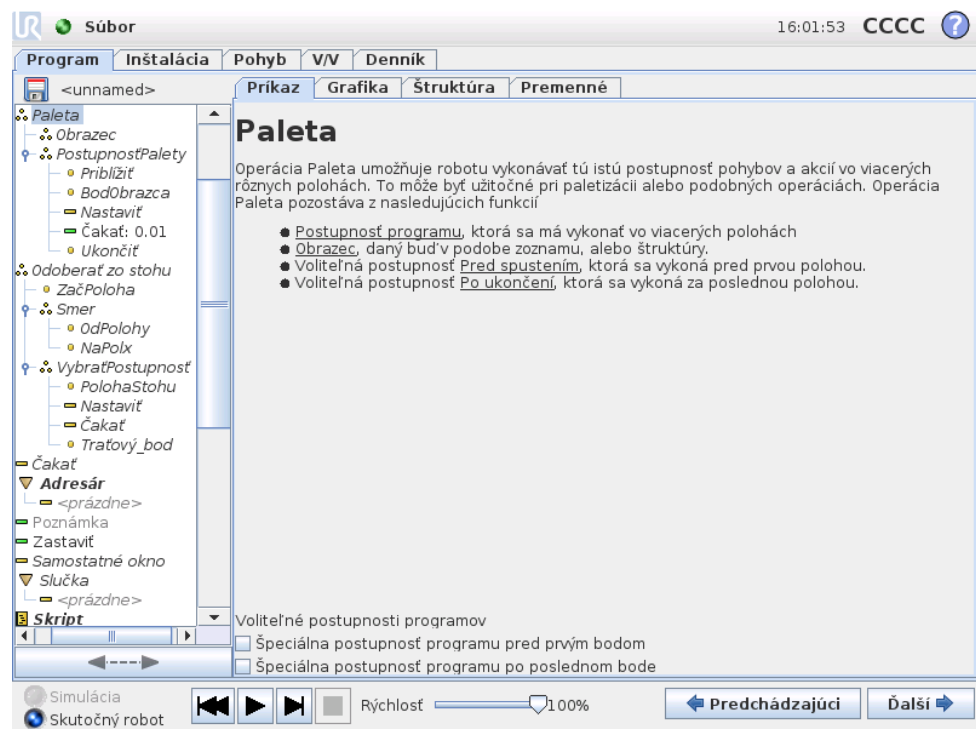 UR Súbor 16:01:53 CCCC ?
Program Inštalácia Pohyb V/V Denník
<unnamed>
Príkaz Grafika Štruktúra Premenné
Paleta
Obrazec
PostupnosťPalety
Priblížiť
BodObrazca
Nastaviť
Čakať: 0.01
Ukončiť
Odoberať zo stohu
ZačPoloha
Smer
OdPolohy
NaPolx
VybraťPostupnosť
PolohaStohu
Nastaviť
Čakať
Traťový_bod
Čakať
Adresár
<prázdne>
Poznámka
Zastaviť
Samostatné okno
Slučka
<prázdne>
Skript
Paleta
Operácia Paleta umožňuje robotu vykonávať tú istú postupnosť pohybov a akcií vo viacerých
rôznych polohách. To môže byť užitočné pri paletizácii alebo podobných operáciách. Operácia
Paleta pozostáva z nasledujúcich funkcií
Postupnosť programu, ktorá sa má vykonať vo viacerých polohách
Obrazec, daný buď v podobe zoznamu, alebo štruktúry.
Voliteľná postupnosť Pred spustením, ktorá sa vykoná pred prvou polohou.
Voliteľná postupnosť Po ukončení, ktorá sa vykoná za poslednou polohou.
Voliteľné postupnosti programov
Špeciálna postupnosť programu pred prvým bodom
Špeciálna postupnosť programu po poslednom bode
Simulácia
Skutočný robot
Rýchlosť 100%
Predchádzajúci Ďalší